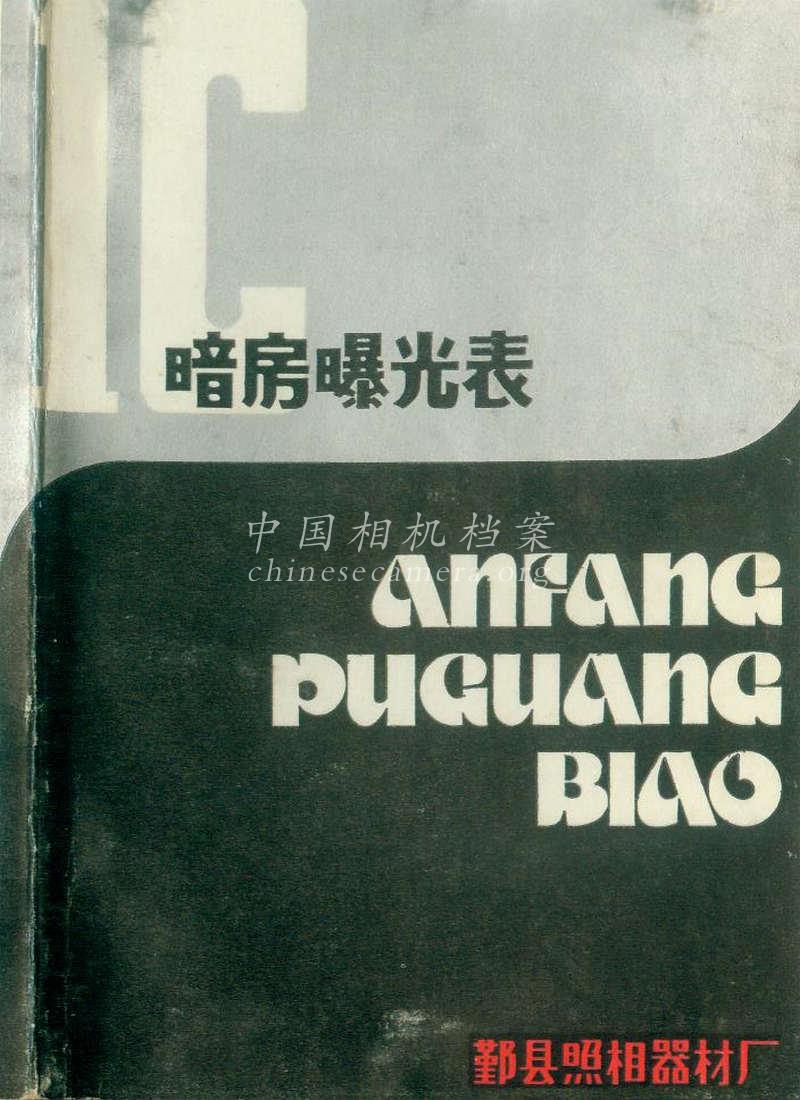 IC
暗房曝光表
中国相机档案
chinesecamera.org
ANFANG
PUGUANG
BIAO
鄞县照相器材厂